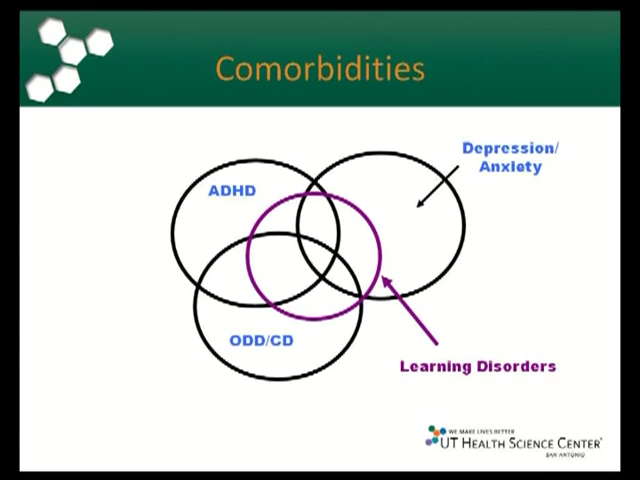 Comorbidities
Depression/
Anxiety
ADHD
ODD/CD
Learning Disorders
WE MAKE LIVES BETTER
UT HEALTH SCIENCE CENTER®
SAN ANTONIO